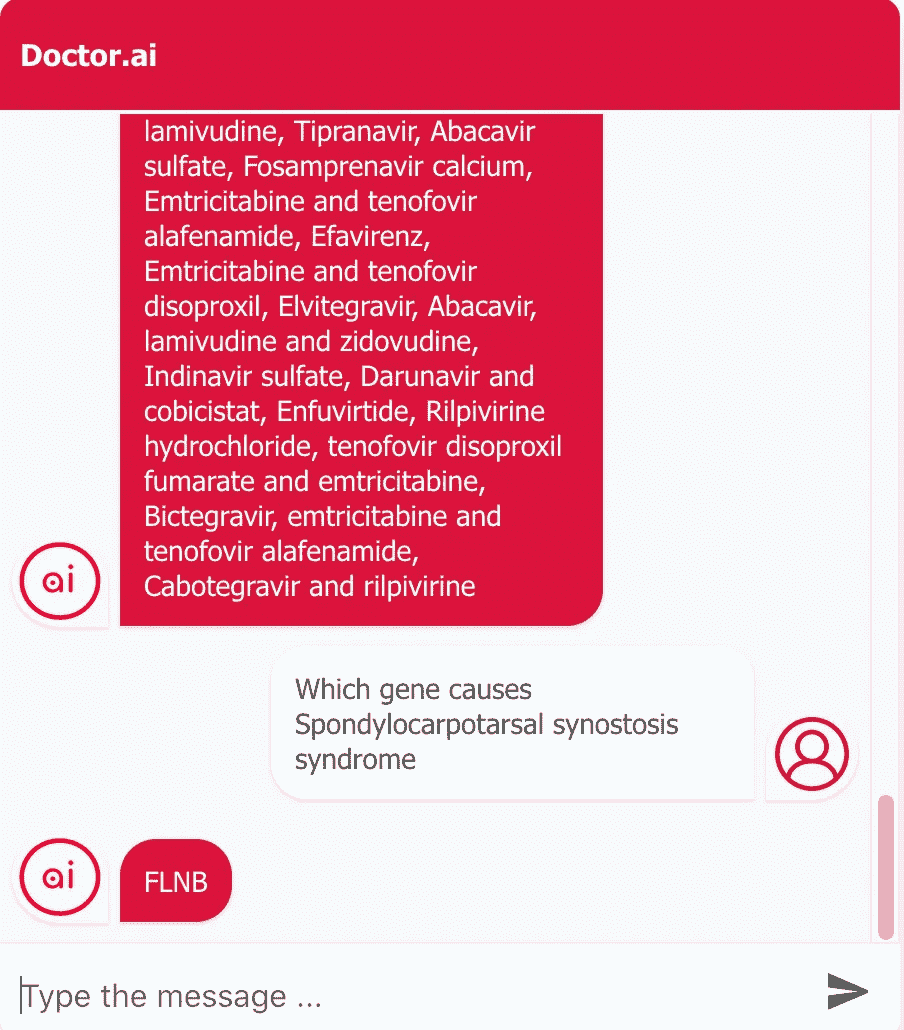 Doctor.ai
lamivudine, Tipranavir, Abacavir
sulfate, Fosamprenavir calcium,
Emtricitabine and tenofovir
alafenamide, Efavirenz,
Emtricitabine and tenofovir
disoproxil, Elvitegravir, Abacavir,
lamivudine and zidovudine,
Indinavir sulfate, Darunavir and
cobicistat, Enfuvirtide, Rilpivirine
hydrochloride, tenofovir disoproxil
fumarate and emtricitabine,
Bictegravir, emtricitabine and
tenofovir alafenamide,
Cabotegravir and rilpivirine
ai
Which gene causes
Spondylocarpotarsal synostosis
syndrome
ai
FLNB
Type the message ...